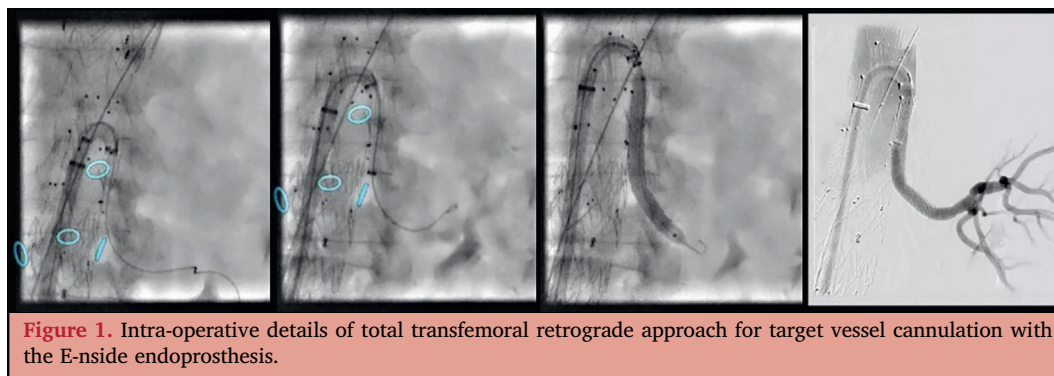 Figure 1. Intra-operative details of total transfemoral retrograde approach for target vessel cannulation with
the E-nside endoprosthesis.